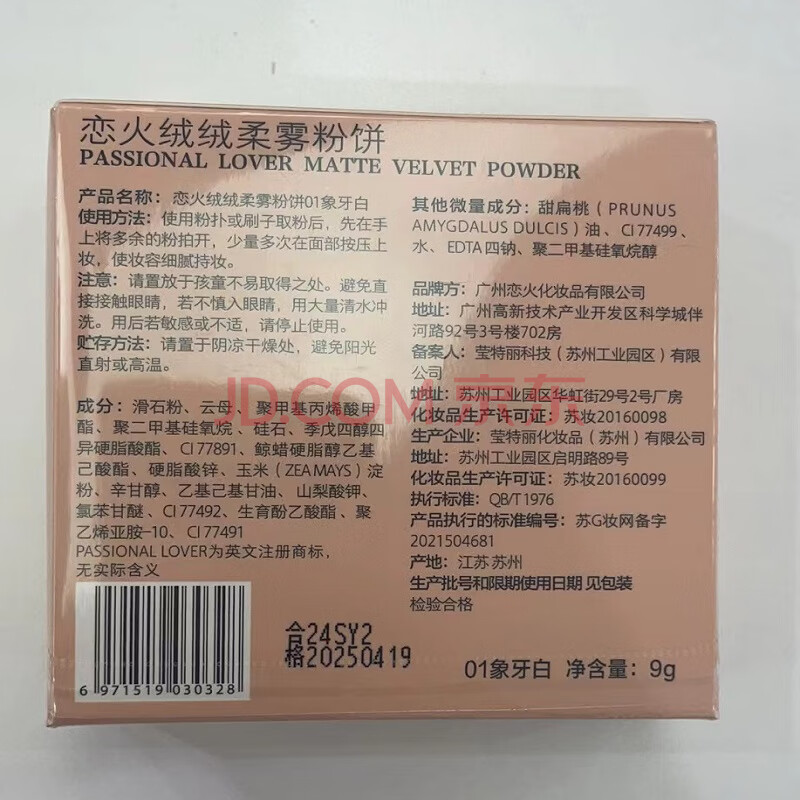 恋火绒绒柔雾粉饼
PASSIONAL LOVER MATTE VELVET POWDER
产品名称：恋火绒绒柔雾粉饼01象牙白
使用方法：使用粉扑或刷子取粉后，先在手
上将多余的粉拍开，少量多次在面部按压上
妆，使妆容细腻持妆。
注意：请置放于孩童不易取得之处。避免直
接接触眼睛，若不慎入眼睛，用大量清水冲
洗。用后若敏感或不适，请停止使用。
贮存方法：请置于阴凉干燥处，避免阳光
直射或高温。
成分：滑石粉、云母、聚甲基丙烯酸甲
酯、聚二甲基硅氧烷、硅石、季戊四醇四
异硬脂酸酯、CI 77891、鲸蜡硬脂醇乙基
己酸酯、硬脂酸锌、玉米（ZEA MAYS）淀
粉、辛甘醇、乙基己基甘油、山梨酸钾、
氯苯甘醚、CI 77492、生育酚乙酸酯、聚
乙烯亚胺-10、CI 77491
PASSIONAL LOVER为英文注册商标，
无实际含义
6 971519 030328
其他微量成分：甜扁桃（PRUNUS
AMYGDALUS DULCIS）油、CI 77499、
水、EDTA 四钠、聚二甲基硅氧烷醇
品牌方：广州恋火化妆品有限公司
地址：广州高新技术产业开发区科学城伴
河路92号3号楼702房
备案人：莹特丽科技（苏州工业园区）有限
公司
地址：苏州工业园区华虹街29号2号厂房
化妆品生产许可证：苏妆20160098
生产企业：莹特丽化妆品（苏州）有限公司
地址：苏州工业园区启明路89号
化妆品生产许可证：苏妆20160099
执行标准：QB/T 1976
产品执行的标准编号：苏G妆网备字
2021504681
产地：江苏 苏州
生产批号和限期使用日期 见包装
检验合格
合24SY2
格20250419
01象牙白 净含量：9g
JD.COM 京东